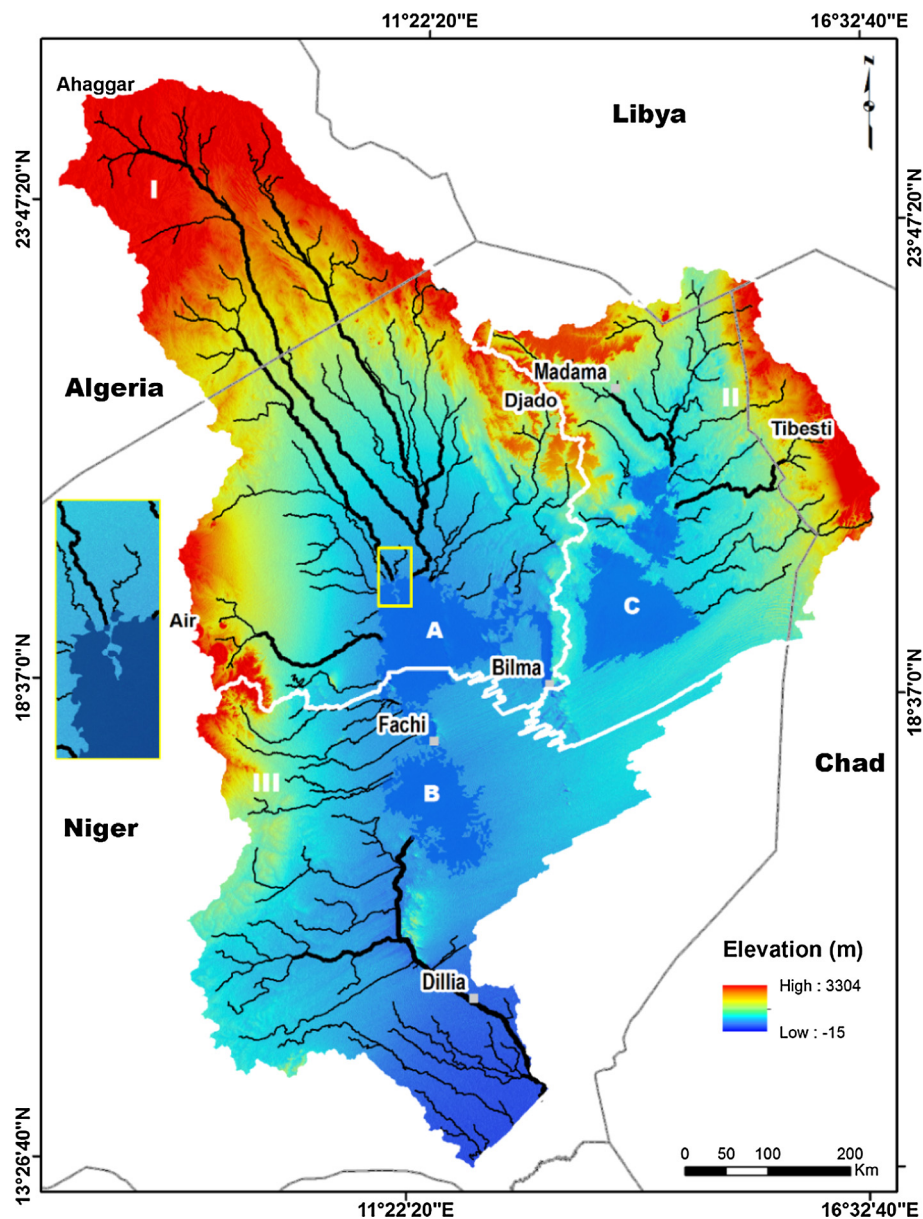 11°22'20"E
16°32'40"E
Ahaggar
N
Libya
I
23°47'20"N
23°47'20"N
Algeria
Madama
Djado
II
Tibesti
C
Air
A
Bilma
18°37'0"N
18°37'0"N
Fachi
Chad
III
B
Niger
Elevation (m)
Dillia
High : 3304
Low : -15
13°26'40"N
0 50 100 200
Km
11°22'20"E
16°32'40"E